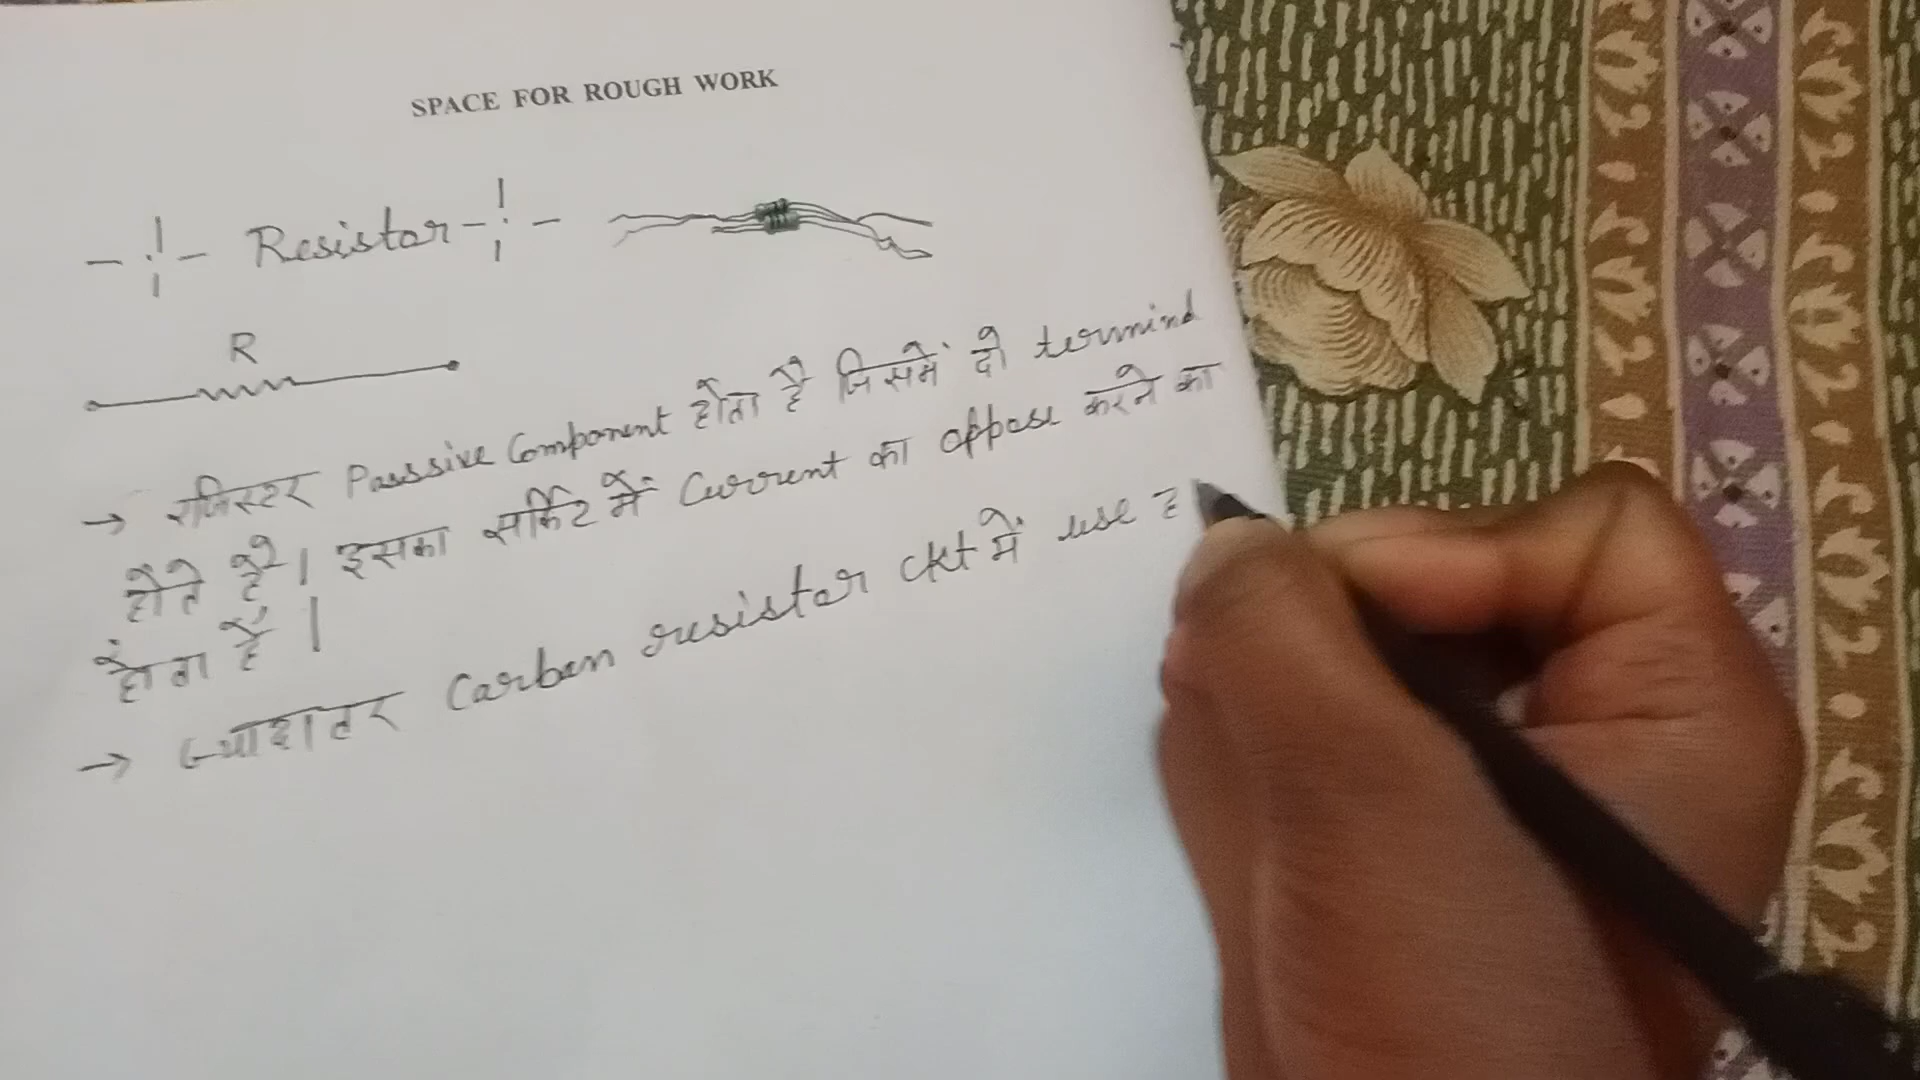 SPACE FOR ROUGH WORK
Resistor
R
→ रजिस्टर Passive Component होता है जिसमें दो termind
होते है। इसका सर्किट में Current का oppose करने का
होता है।
→ ज्यादातर Carbon resistor ckt में use ह